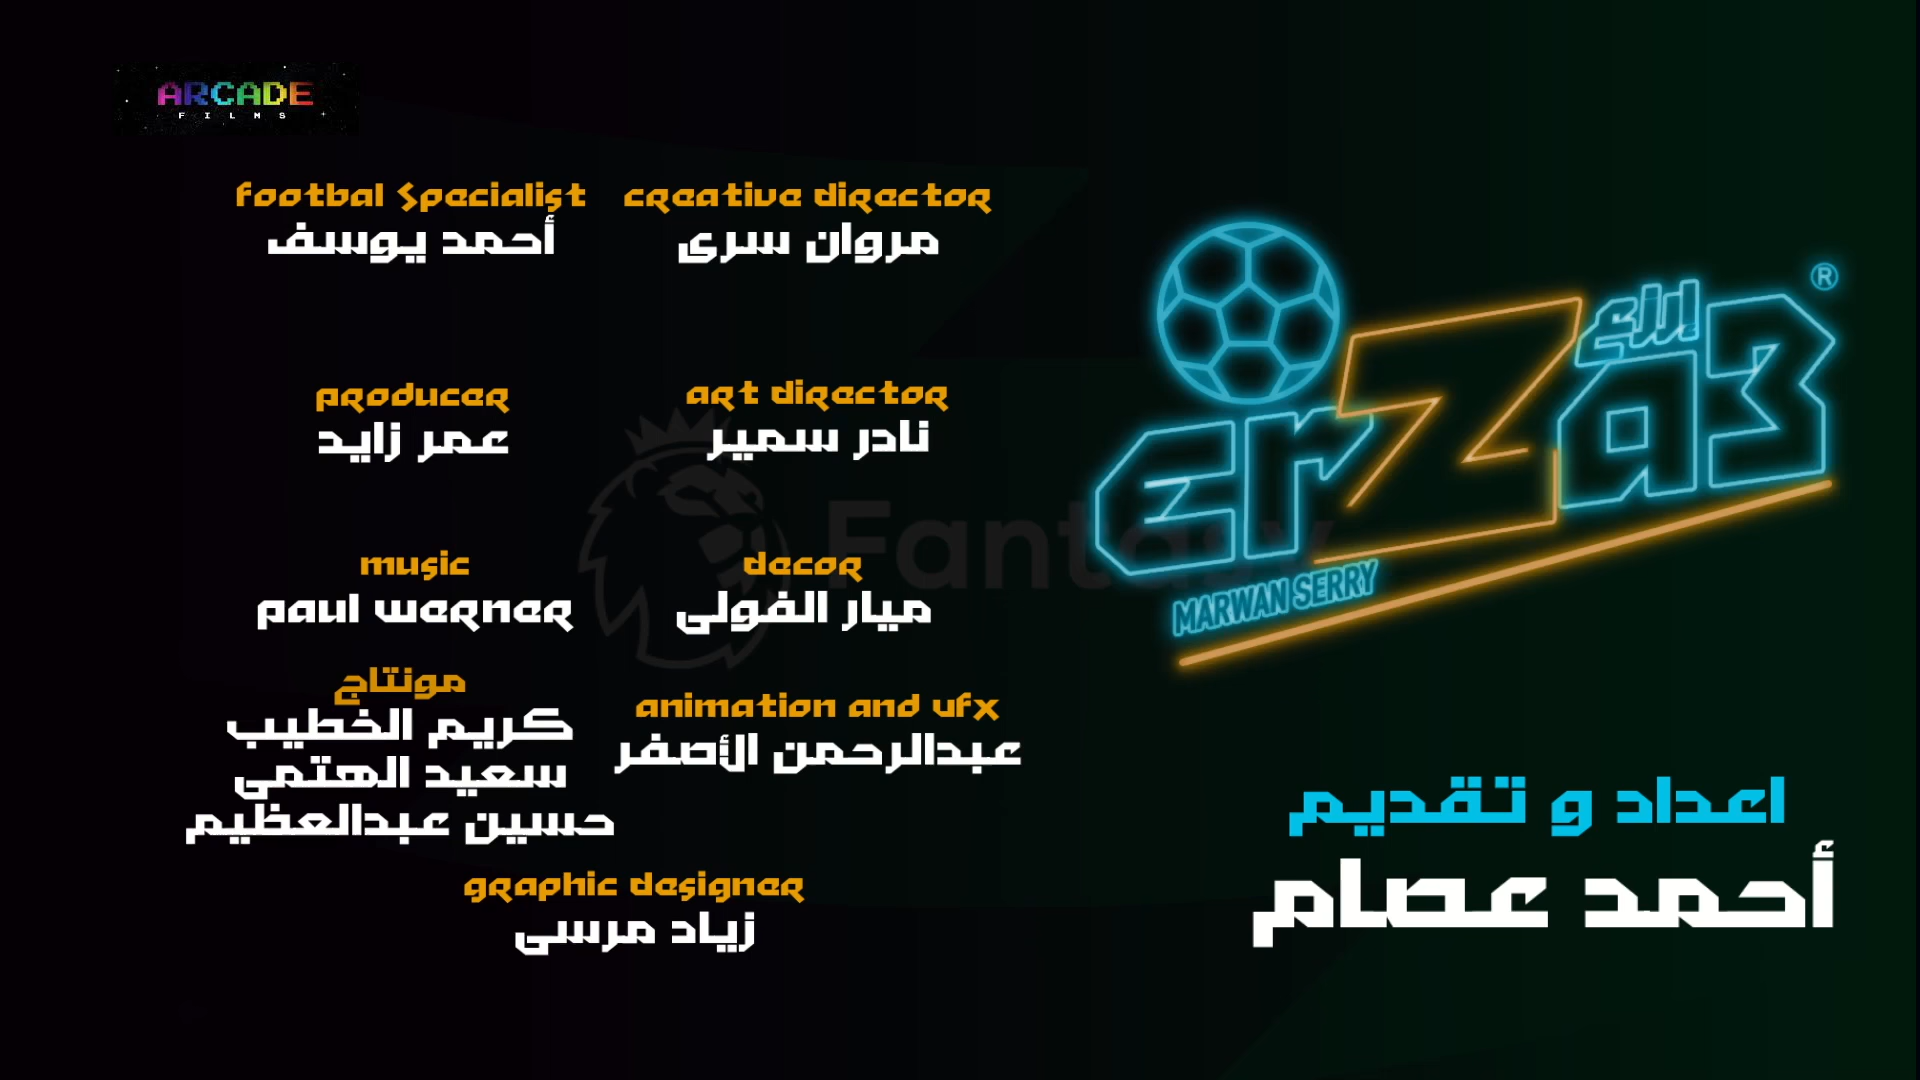 ARCADE
FILMS
footbal Specialist
أحمد يوسف
creative director
مروان سرى
producer
عمر زايد
art director
نادر سمير
music
paul werner
decor
ميار الفولى
مونتاج
كريم الخطيب
سعيد الهتمى
حسين عبدالعظيم
animation and vfx
عبدالرحمن الأصفر
graphic designer
زياد مرسى
Fantasy
®
erZa3
MARWAN SERRY
اعداد و تقديم
أحمد عصام